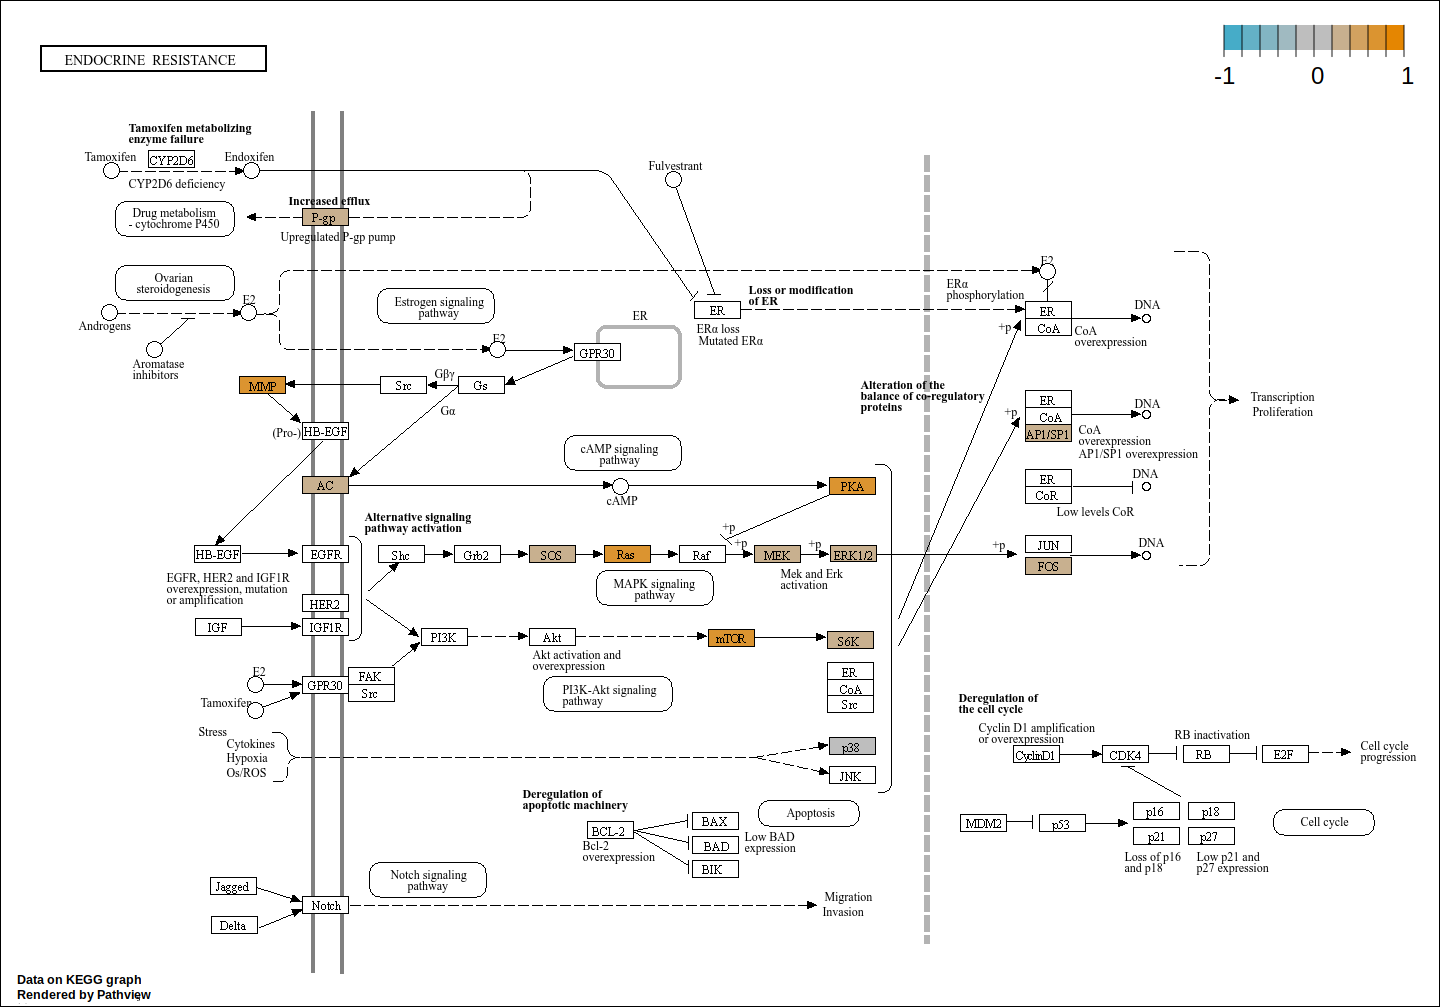 ENDOCRINE RESISTANCE
-1 0 1
Tamoxifen metabolizing
enzyme failure
Tamoxifen
CYP2D6
Endoxifen
CYP2D6 deficiency
Fulvestrant
Increased efflux
Drug metabolism
- cytochrome P450
P-gp
Upregulated P-gp pump
Ovarian
steroidogenesis
E2
Androgens
Aromatase
inhibitors
Estrogen signaling
pathway
E2
ER
GPR30
ER
ERα loss
Mutated ERα
Loss or modification
of ER
E2
ERα
phosphorylation
ER
CoA
+p
DNA
CoA
overexpression
MMP
Src
Gβγ
Gs
Gα
(Pro-)
HB-EGF
Alteration of the
balance of co-regulatory
proteins
+p
ER
CoA
AP1/SP1
DNA
CoA
overexpression
AP1/SP1 overexpression
Transcription
Proliferation
cAMP signaling
pathway
AC
cAMP
PKA
ER
CoR
DNA
Low levels CoR
Alternative signaling
pathway activation
+p
+p
+p
+p
HB-EGF
EGFR
Shc
Grb2
SOS
Ras
Raf
MEK
ERK1/2
JUN
FOS
DNA
EGFR, HER2 and IGF1R
overexpression, mutation
or amplification
HER2
MAPK signaling
pathway
Mek and Erk
activation
IGF
IGF1R
PI3K
Akt
mTOR
S6K
Akt activation and
overexpression
E2
GPR30
FAK
Src
Tamoxifen
PI3K-Akt signaling
pathway
ER
CoA
Src
Stress
Cytokines
Hypoxia
Os/ROS
p38
JNK
Deregulation of
the cell cycle
Cyclin D1 amplification
or overexpression
RB inactivation
CyclinD1
CDK4
RB
E2F
Cell cycle
progression
Deregulation of
apoptotic machinery
Apoptosis
BCL-2
BAX
BAD
BIK
Bcl-2
overexpression
Low BAD
expression
MDM2
p53
p16
p18
p21
p27
Cell cycle
Loss of p16
and p18
Low p21 and
p27 expression
Notch signaling
pathway
Jagged
Delta
Notch
Migration
Invasion
Data on KEGG graph
Rendered by Pathview